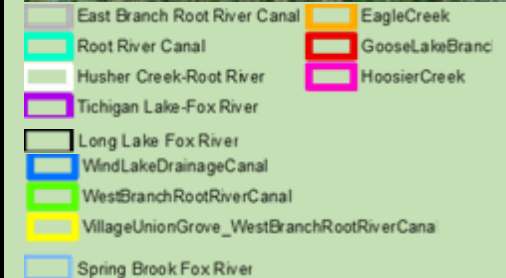 East Branch Root River Canal EagleCreek
Root River Canal GooseLakeBranc
Husher Creek-Root River HoosierCreek
Tichigan Lake-Fox River
Long Lake Fox River
WindLakeDrainageCanal
WestBranchRootRiverCanal
VillageUnionGrove_WestBranchRootRiverCana
Spring Brook Fox River